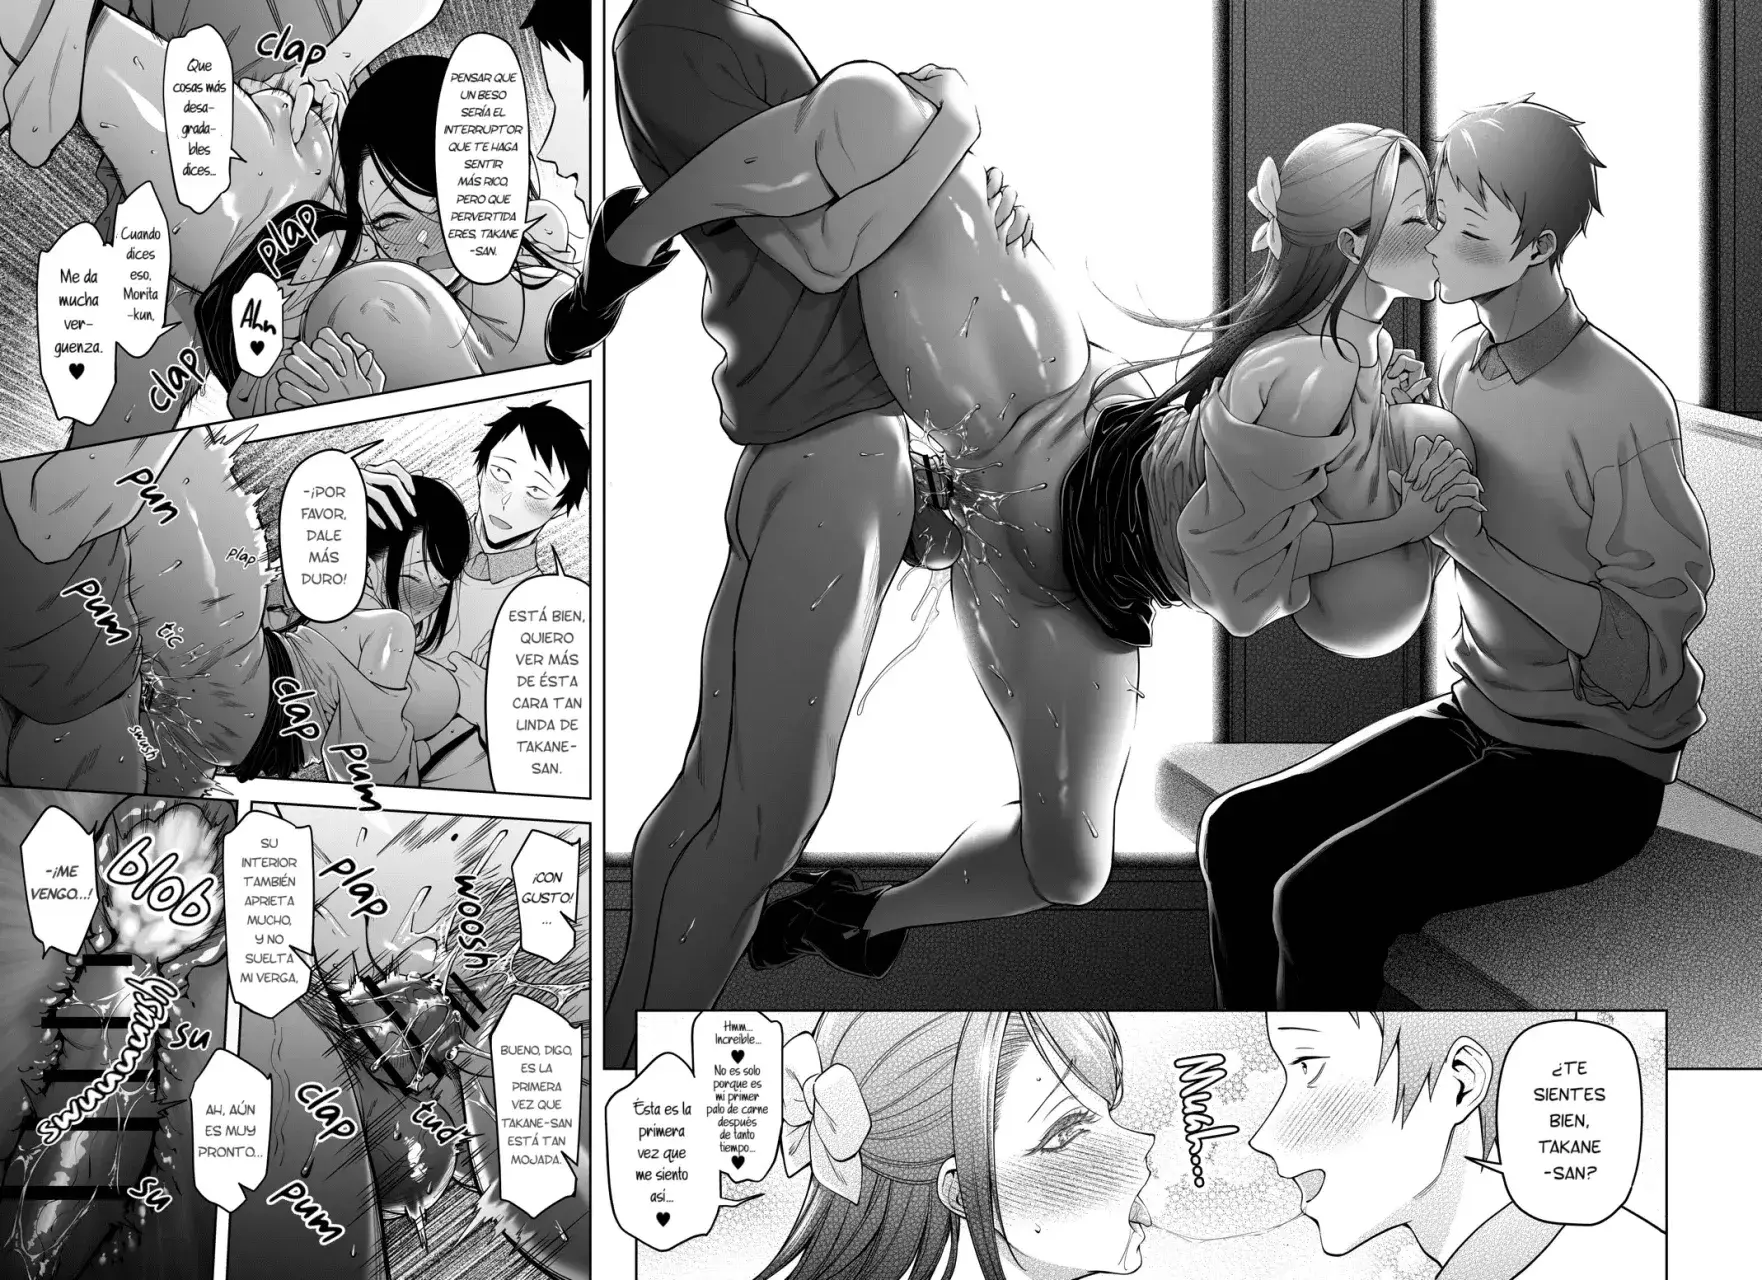 ¿TE
SIENTES
BIEN,
TAKANE
-SAN?
Hmm...
Increíble...
♥
No es solo
porque es
mi primer
palo de carne
después
de tanto
tiempo...
♥
Ésta es la
primera
vez que
me siento
así...
♥
Muah...
PENSAR QUE
UN BESO
SERÍA EL
INTERRUPTOR
QUE TE HAGA
SENTIR
MÁS RICO,
PERO QUE
PERVERTIDA
ERES, TAKANE
-SAN.
clap
Que
cosas más
desa-
grada-
bles
dices...
Cuando
dices
eso,
Morita
-kun,
Me da
mucha
ver-
guenza.
♥
plap
Ahn
♥
clap
-¡POR
FAVOR,
DALE
MÁS
DURO!
ESTÁ BIEN,
QUIERO
VER MÁS
DE ÉSTA
CARA TAN
LINDA DE
TAKANE-
SAN.
pum
plap
pum
tic
clap
swush
pum
¡CON
GUSTO!
...
BUENO, DIGO,
ES LA
PRIMERA
VEZ QUE
TAKANE-SAN
ESTÁ TAN
MOJADA.
plap
woosh
clap
tud
pum
SU
INTERIOR
TAMBIÉN
APRIETA
MUCHO,
Y NO
SUELTA
MI VERGA,
AH, AÚN
ES MUY
PRONTO...
-¡ME
VENGO...!
blob
swummmmsh
su
su